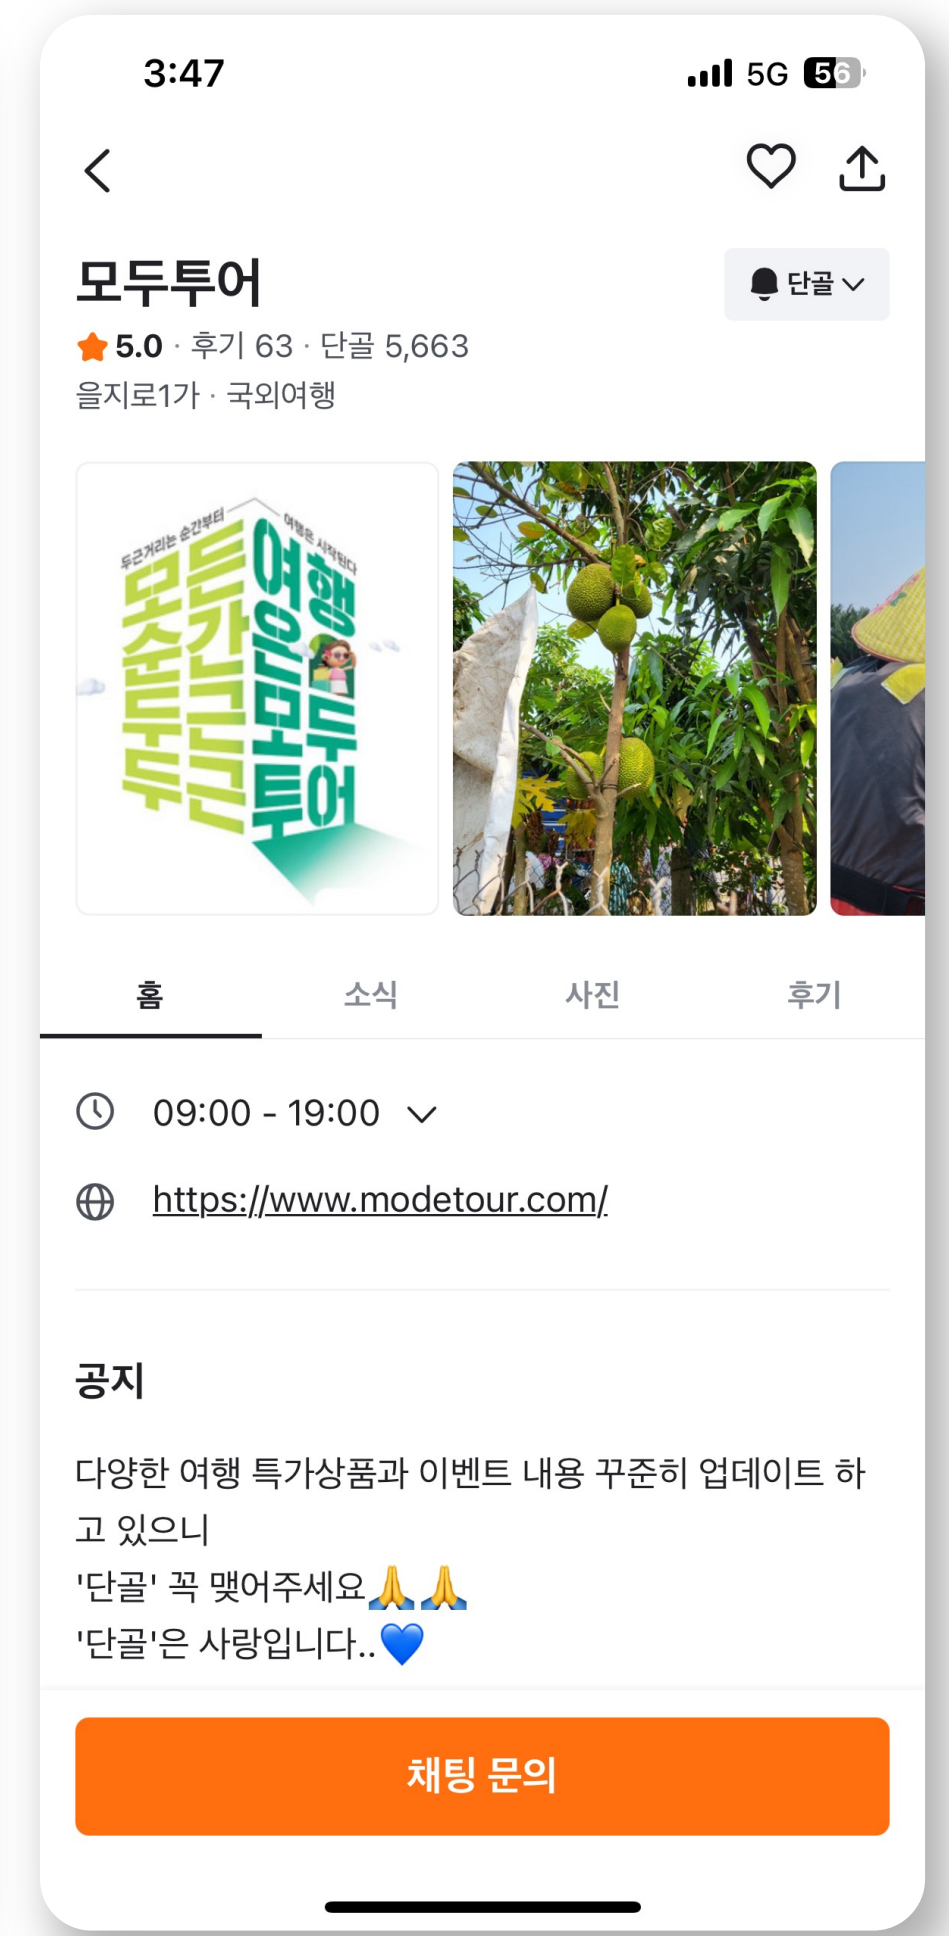 3:47
5G 56
모두투어
단골
5.0 · 후기 63 · 단골 5,663
을지로1가 · 국외여행
두근거리는 순간부터
여행은 시작된다
모든
순간
두근
두근
여행
은
모두
투어
홈 소식 사진 후기
09:00 - 19:00
https://www.modetour.com/
공지
다양한 여행 특가상품과 이벤트 내용 꾸준히 업데이트 하
고 있으니
'단골' 꼭 맺어주세요🙏🙏
'단골'은 사랑입니다..💙
채팅 문의